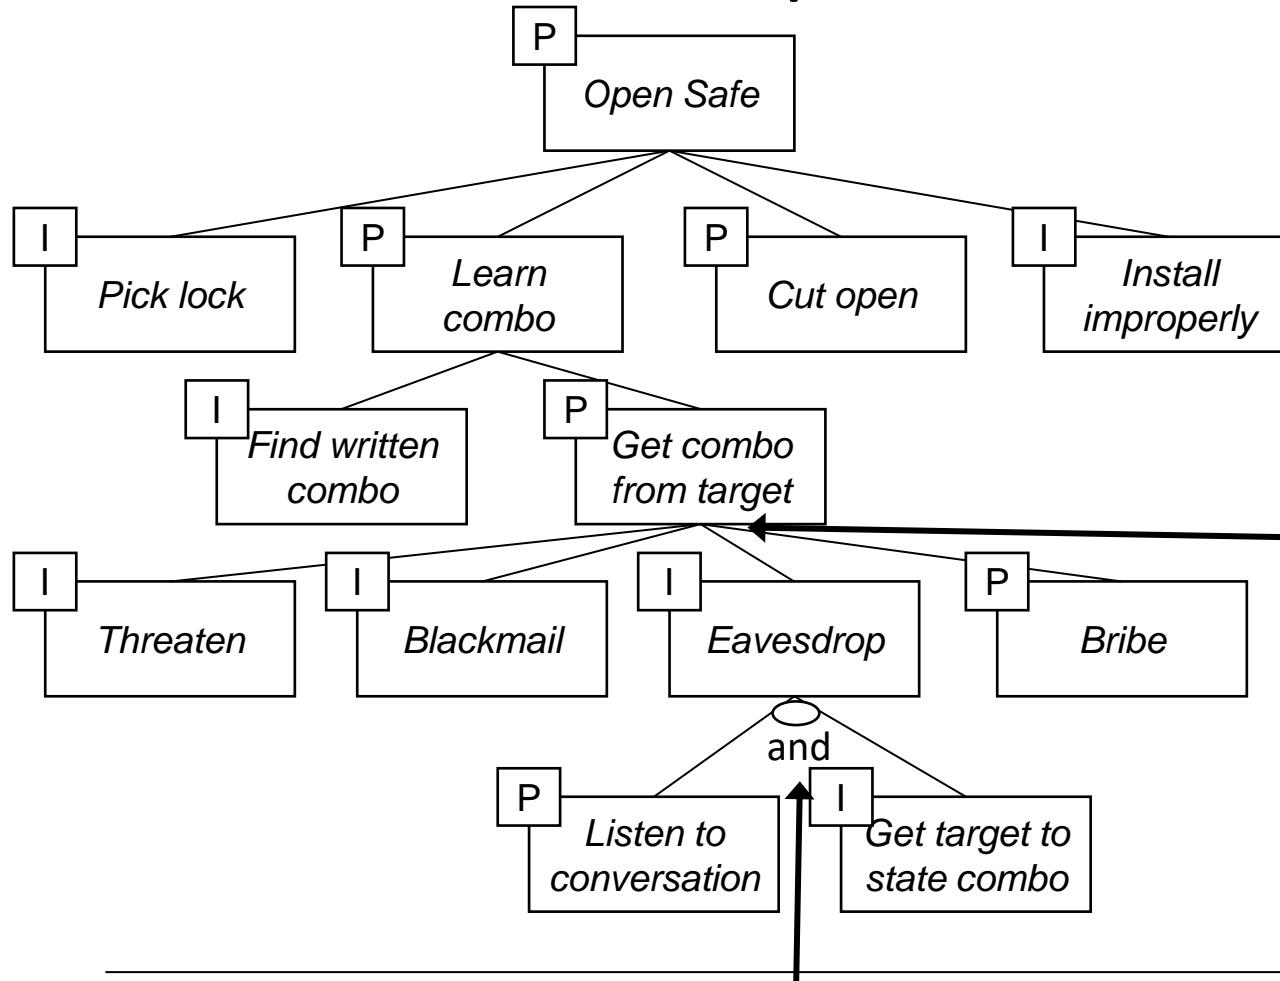 P
Open Safe
I
Pick lock
P
Learn
combo
P
Cut open
I
Install
improperly
I
Find written
combo
P
Get combo
from target
I
Threaten
I
Blackmail
I
Eavesdrop
P
Bribe
and
P
Listen to
conversation
I
Get target to
state combo